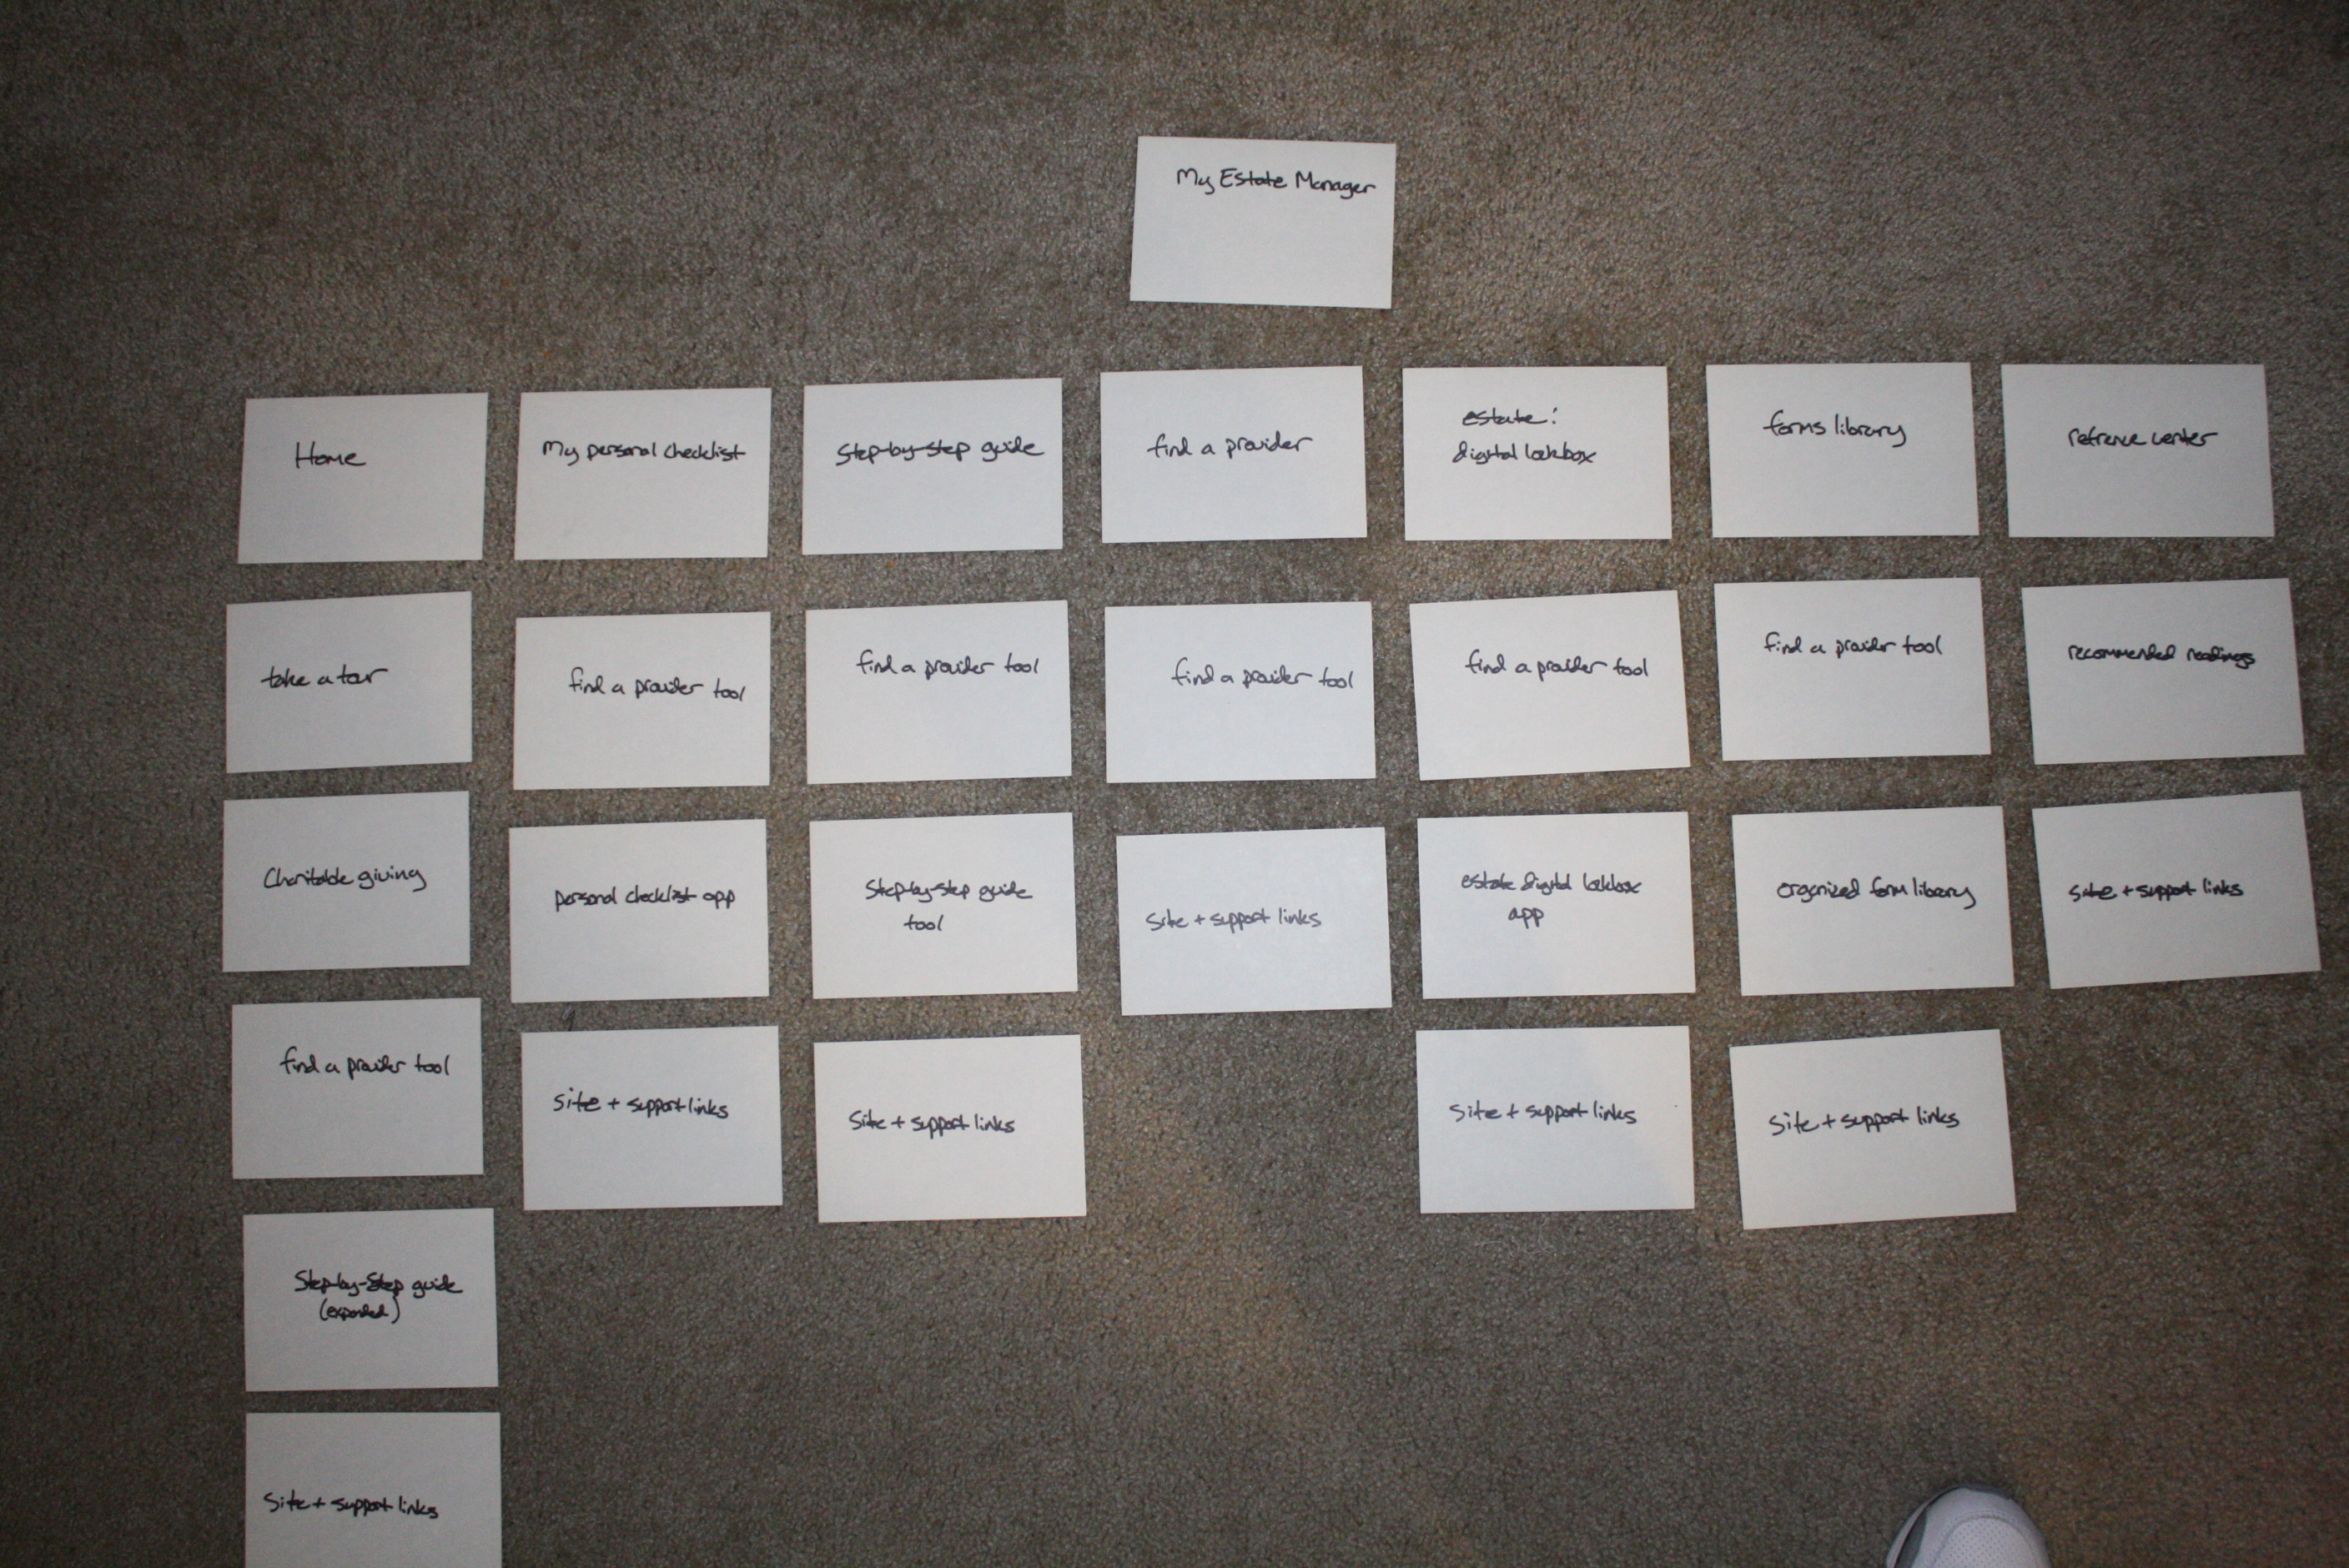 My Estate Manager
Home
My personal checklist
Step-by-step guide
find a provider
estate:
digital lockbox
forms library
refrence center
take a tour
find a provider tool
find a provider tool
find a provider tool
find a provider tool
find a provider tool
recommended readings
Charitable giving
personal checklist app
Step-by-step guide
tool
Site + support links
estate digital lockbox
app
organized form library
Site + support links
find a provider tool
Site + support links
Site + support links
Site + support links
Site + support links
Step-by-Step guide
(expanded)
Site + support links